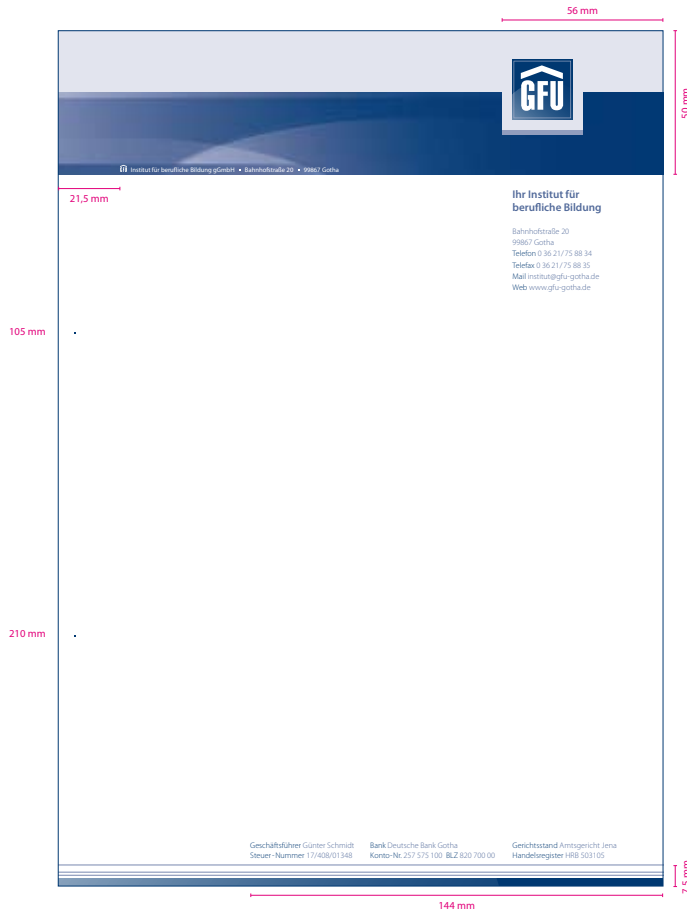 56 mm
50 mm
GFU
Institut für berufliche Bildung gGmbH • Bahnhofstraße 20 • 99867 Gotha
21,5 mm
Ihr Institut für
berufliche Bildung
Bahnhofstraße 20
99867 Gotha
Telefon 0 36 21/75 88 34
Telefax 0 36 21/75 88 35
Mail institut@gfu-gotha.de
Web www.gfu-gotha.de
105 mm
210 mm
Geschäftsführer Günter Schmidt Bank Deutsche Bank Gotha Gerichtsstand Amtsgericht Jena
Steuer-Nummer 17/408/01348 Konto-Nr. 257 575 100 BLZ 820 700 00 Handelsregister HRB 503105
7,5 mm
144 mm